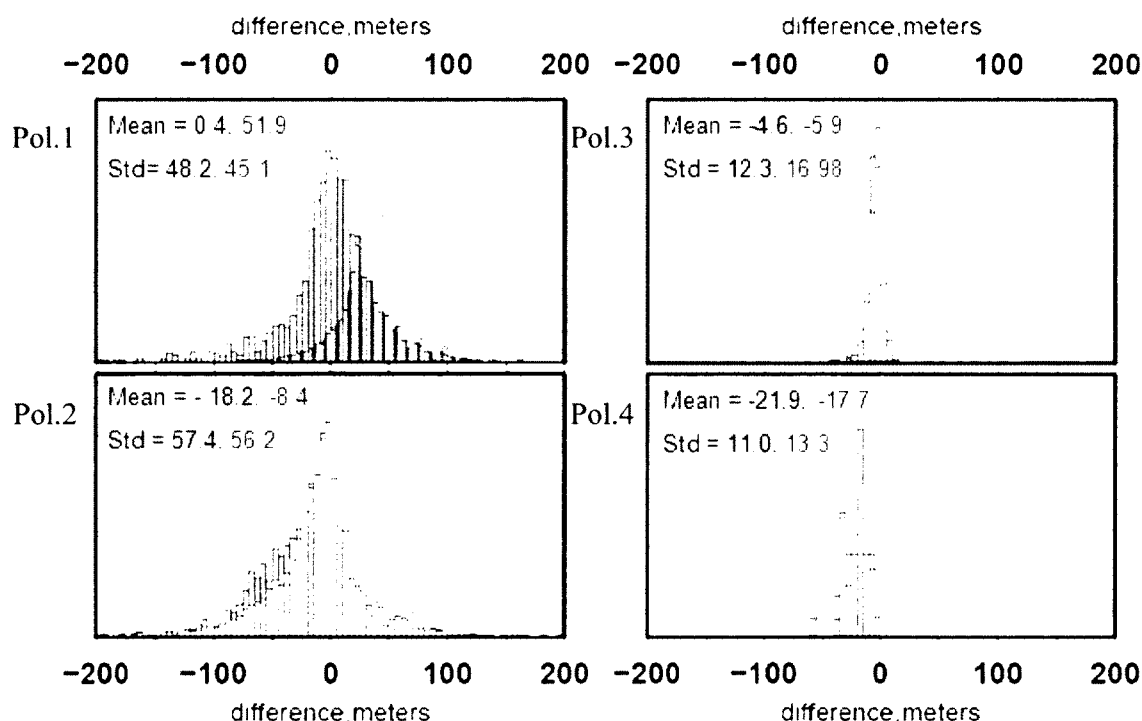 difference,meters
−200 −100 0 100 200
Pol.1
Mean = 0.4, 51.9
Std= 48.2, 45.1
difference,meters
−200 −100 0 100 200
Pol.3
Mean = -4.6, -5.9
Std = 12.3, 16.98
Pol.2
Mean = - 18.2, -8.4
Std = 57.4, 56.2
−200 −100 0 100 200
difference,meters
Pol.4
Mean = -21.9, -17.7
Std = 11.0, 13.3
−200 −100 0 100 200
difference,meters